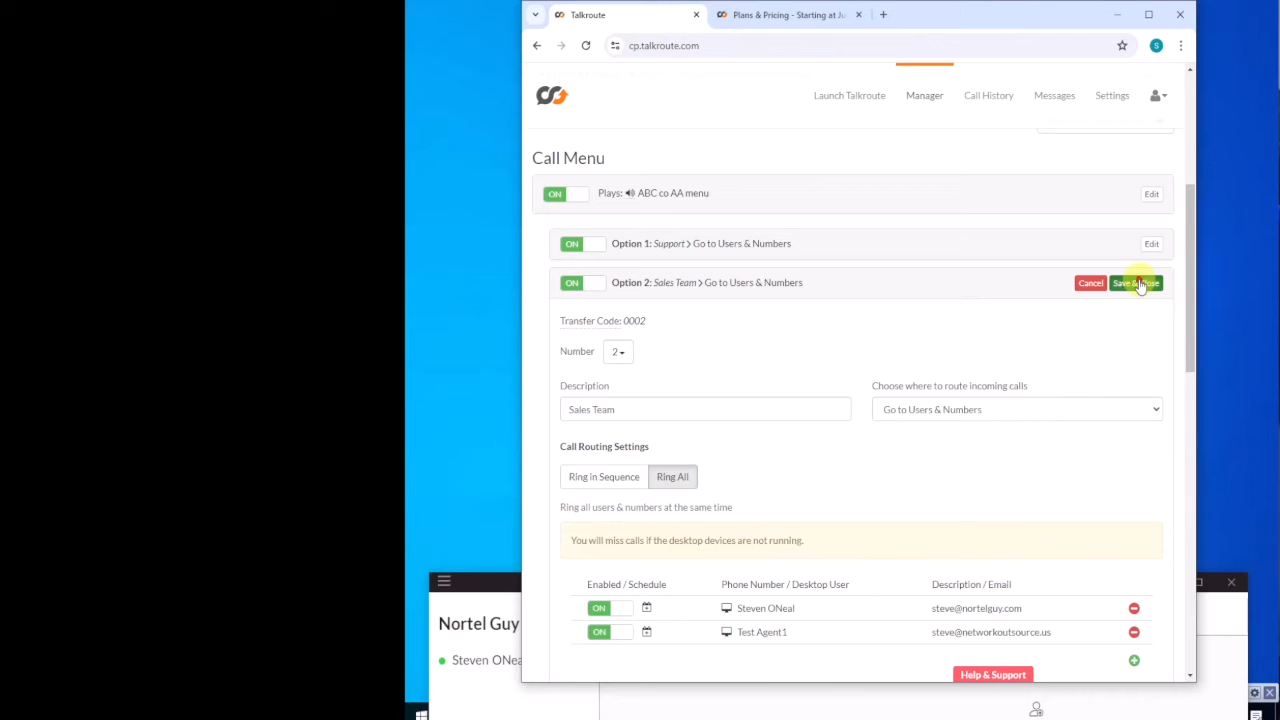 Talkroute
Plans & Pricing - Starting at Ju
cp.talkroute.com
S
Launch Talkroute Manager Call History Messages Settings
Call Menu
ON Plays: ABC co AA menu Edit
ON Option 1: Support > Go to Users & Numbers Edit
ON Option 2: Sales Team > Go to Users & Numbers Cancel Save & Close
Transfer Code: 0002
Number 2
Description Choose where to route incoming calls
Sales Team Go to Users & Numbers
Call Routing Settings
Ring in Sequence Ring All
Ring all users & numbers at the same time
You will miss calls if the desktop devices are not running.
Enabled / Schedule Phone Number / Desktop User Description / Email
ON Steven ONeal steve@nortelguy.com
ON Test Agent1 steve@networkoutsource.us
Help & Support
Nortel Guy
Steven ONea